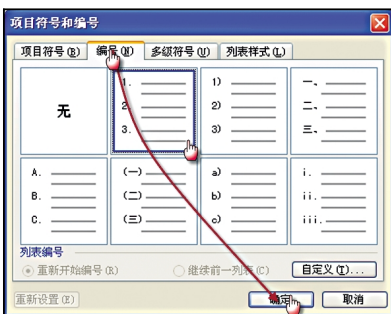 项目符号和编号
项目符号(B) 编号(N) 多级符号(U) 列表样式(L)
无
1.
2.
3.
1)
2)
3)
一、
二、
三、
A.
B.
C.
(一)
(二)
(三)
a)
b)
c)
i.
ii.
iii.
列表编号
重新开始编号(R) 继续前一列表(C) 自定义(T)...
重新设置(E) 确定 取消